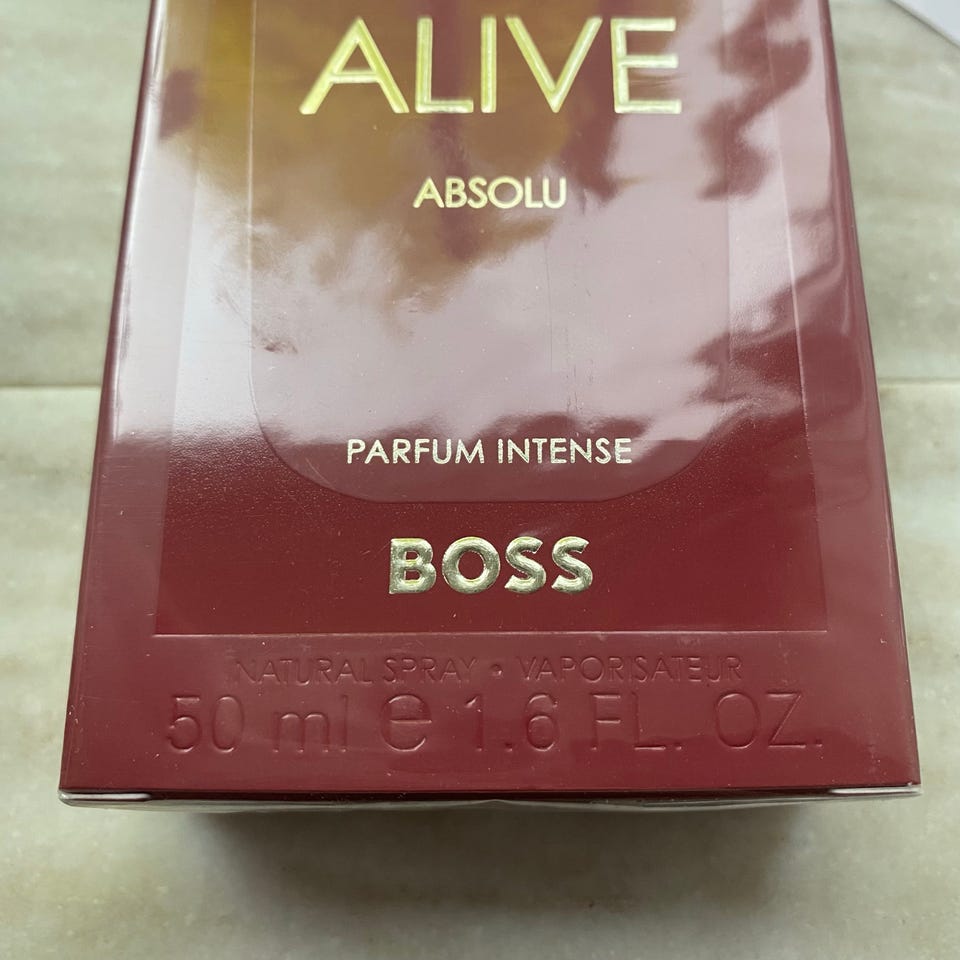 ALIVE
ABSOLU
PARFUM INTENSE
BOSS
NATURAL SPRAY • VAPORISATEUR
50 ml e 1.6 FL. OZ.